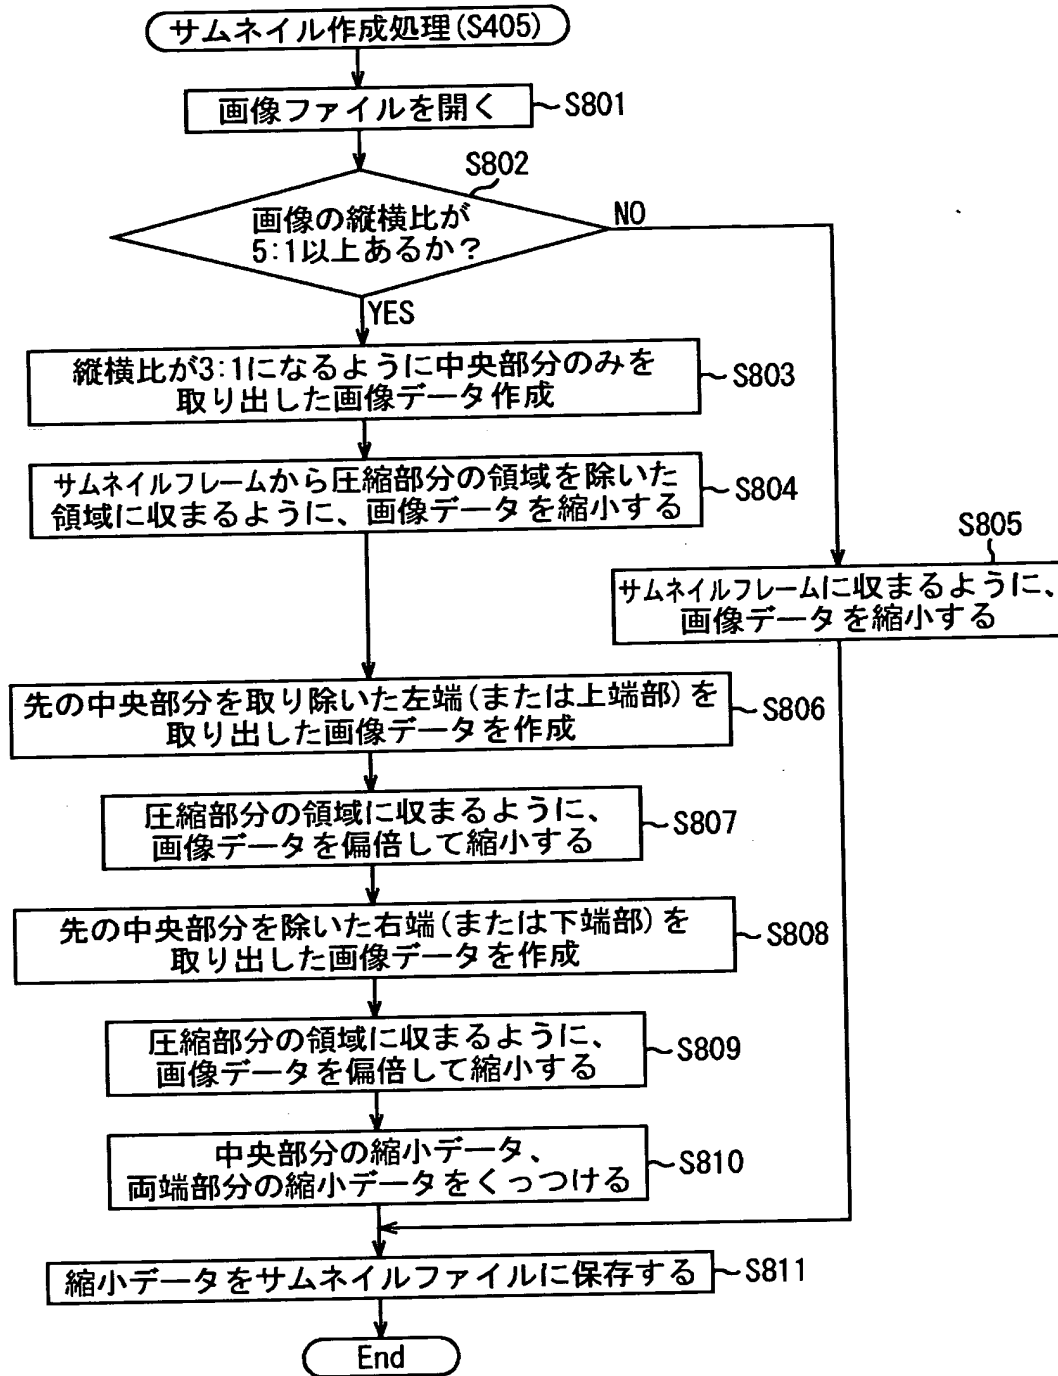 サムネイル作成処理(S405)
画像ファイルを開く
S801
S802
画像の縦横比が
5:1以上あるか?
NO
YES
縦横比が3:1になるように中央部分のみを
取り出した画像データ作成
S803
サムネイルフレームから圧縮部分の領域を除いた
領域に収まるように、画像データを縮小する
S804
S805
サムネイルフレームに収まるように、
画像データを縮小する
先の中央部分を取り除いた左端(または上端部)を
取り出した画像データを作成
S806
圧縮部分の領域に収まるように、
画像データを偏倍して縮小する
S807
先の中央部分を除いた右端(または下端部)を
取り出した画像データを作成
S808
圧縮部分の領域に収まるように、
画像データを偏倍して縮小する
S809
中央部分の縮小データ、
両端部分の縮小データをくっつける
S810
縮小データをサムネイルファイルに保存する
S811
End